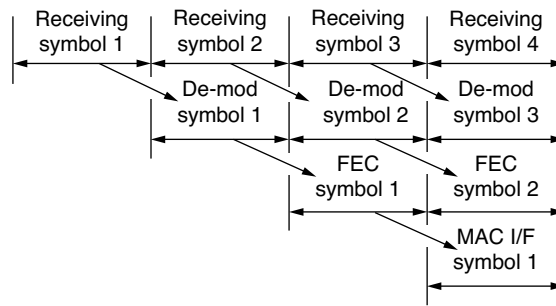 Receiving
symbol 1
Receiving
symbol 2
Receiving
symbol 3
Receiving
symbol 4
De-mod
symbol 1
De-mod
symbol 2
De-mod
symbol 3
FEC
symbol 1
FEC
symbol 2
MAC I/F
symbol 1